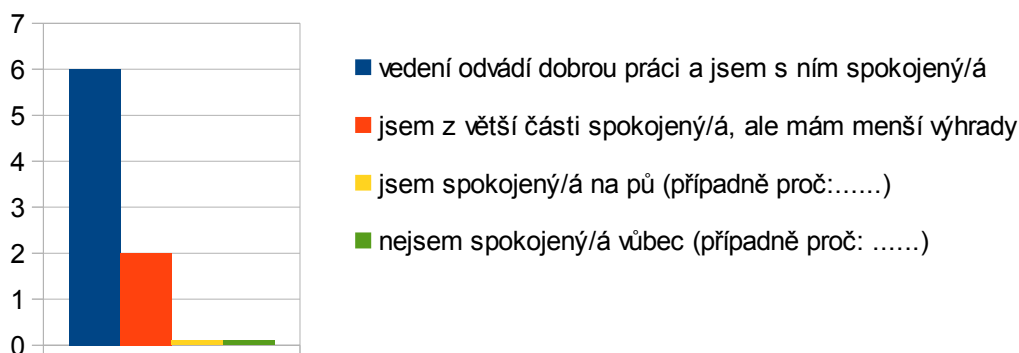 7
6
5
4
3
2
1
0
vedení odvádí dobrou práci a jsem s ním spokojený/á
jsem z větší části spokojený/á, ale mám menší výhrady
jsem spokojený/á na pů (případně proč:......)
nejsem spokojený/á vůbec (případně proč: ......)